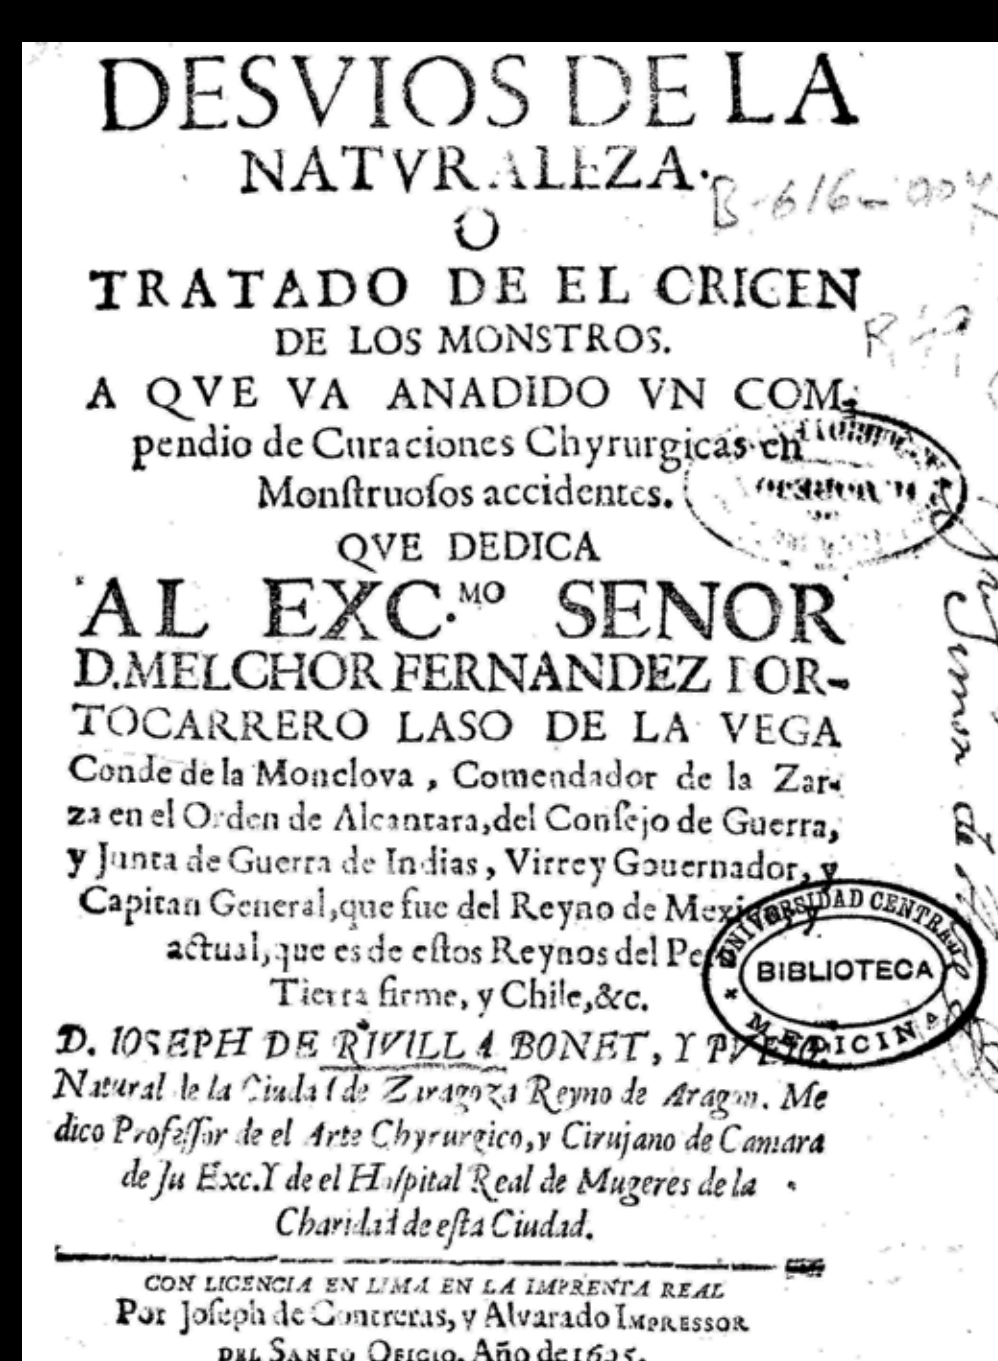 DESVIOS DE LA
NATVRALEZA.
O
TRATADO DE EL ORIGEN
DE LOS MONSTROS.
A QVE VA ANADIDO VN COM-
pendio de Curaciones Chyrurgicas en
Monſtruoſos accidentes.
QVE DEDICA
AL EXC.MO SENOR
D.MELCHOR FERNANDEZ POR-
TOCARRERO LASO DE LA VEGA
Conde de la Monclova, Comendador de la Zar-
za en el Orden de Alcantara, del Conſejo de Guerra,
y Junta de Guerra de Indias, Virrey Gouernador, y
Capitan General, que fue del Reyno de Mexico, y
actual, que es de eſtos Reynos del
Tierra firme, y Chile, &c.
D. IOSEPH DE RIVILLA BONET, Y
Natural de la Ciudad de Zaragoza Reyno de Aragon. Me
dico Profeſſor de el Arte Chyrurgico, y Cirujano de Camara
de ſu Exc. Y de el Hoſpital Real de Mugeres de la
Charidad de eſta Ciudad.
CON LICENCIA EN LIMA EN LA IMPRENTA REAL
Por Joſeph de Contreras, y Alvarado IMPRESSOR
DEL SANTO OFICIO. Año de 1695.
UNIVERSIDAD CENTRAL
BIBLIOTECA
MEDICINA
B-616-